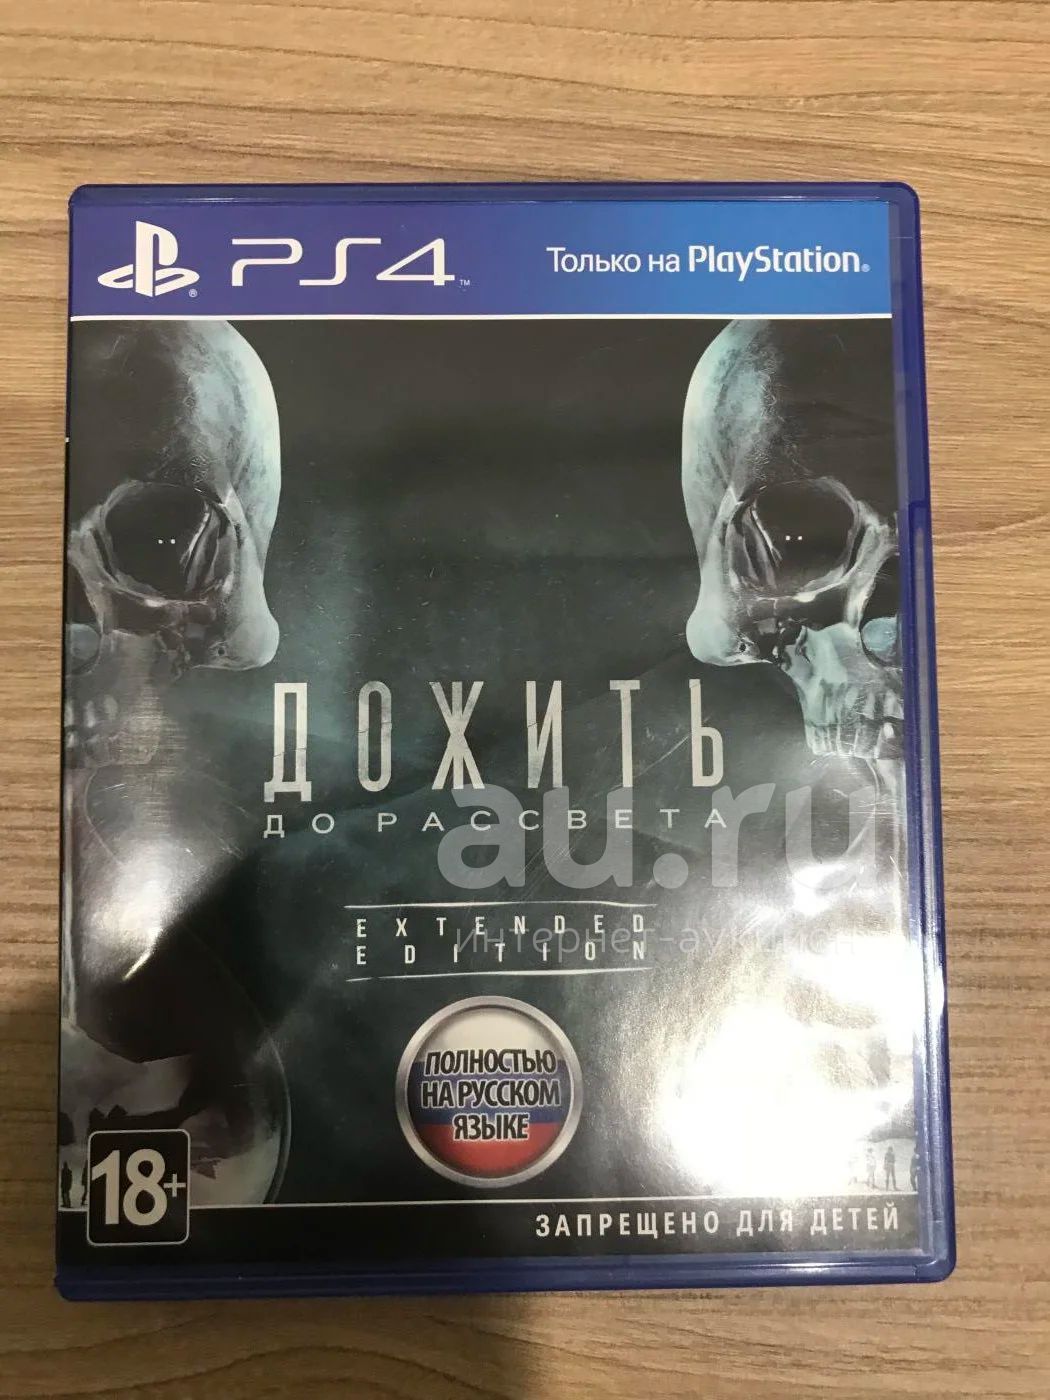 PS4™
Только на PlayStation®
ДОЖИТЬ
ДО РАССВЕТА
au.ru
интернет-аукцион
EXTENDED
EDITION
ПОЛНОСТЬЮ
НА РУССКОМ
ЯЗЫКЕ
18+
ЗАПРЕЩЕНО ДЛЯ ДЕТЕЙ